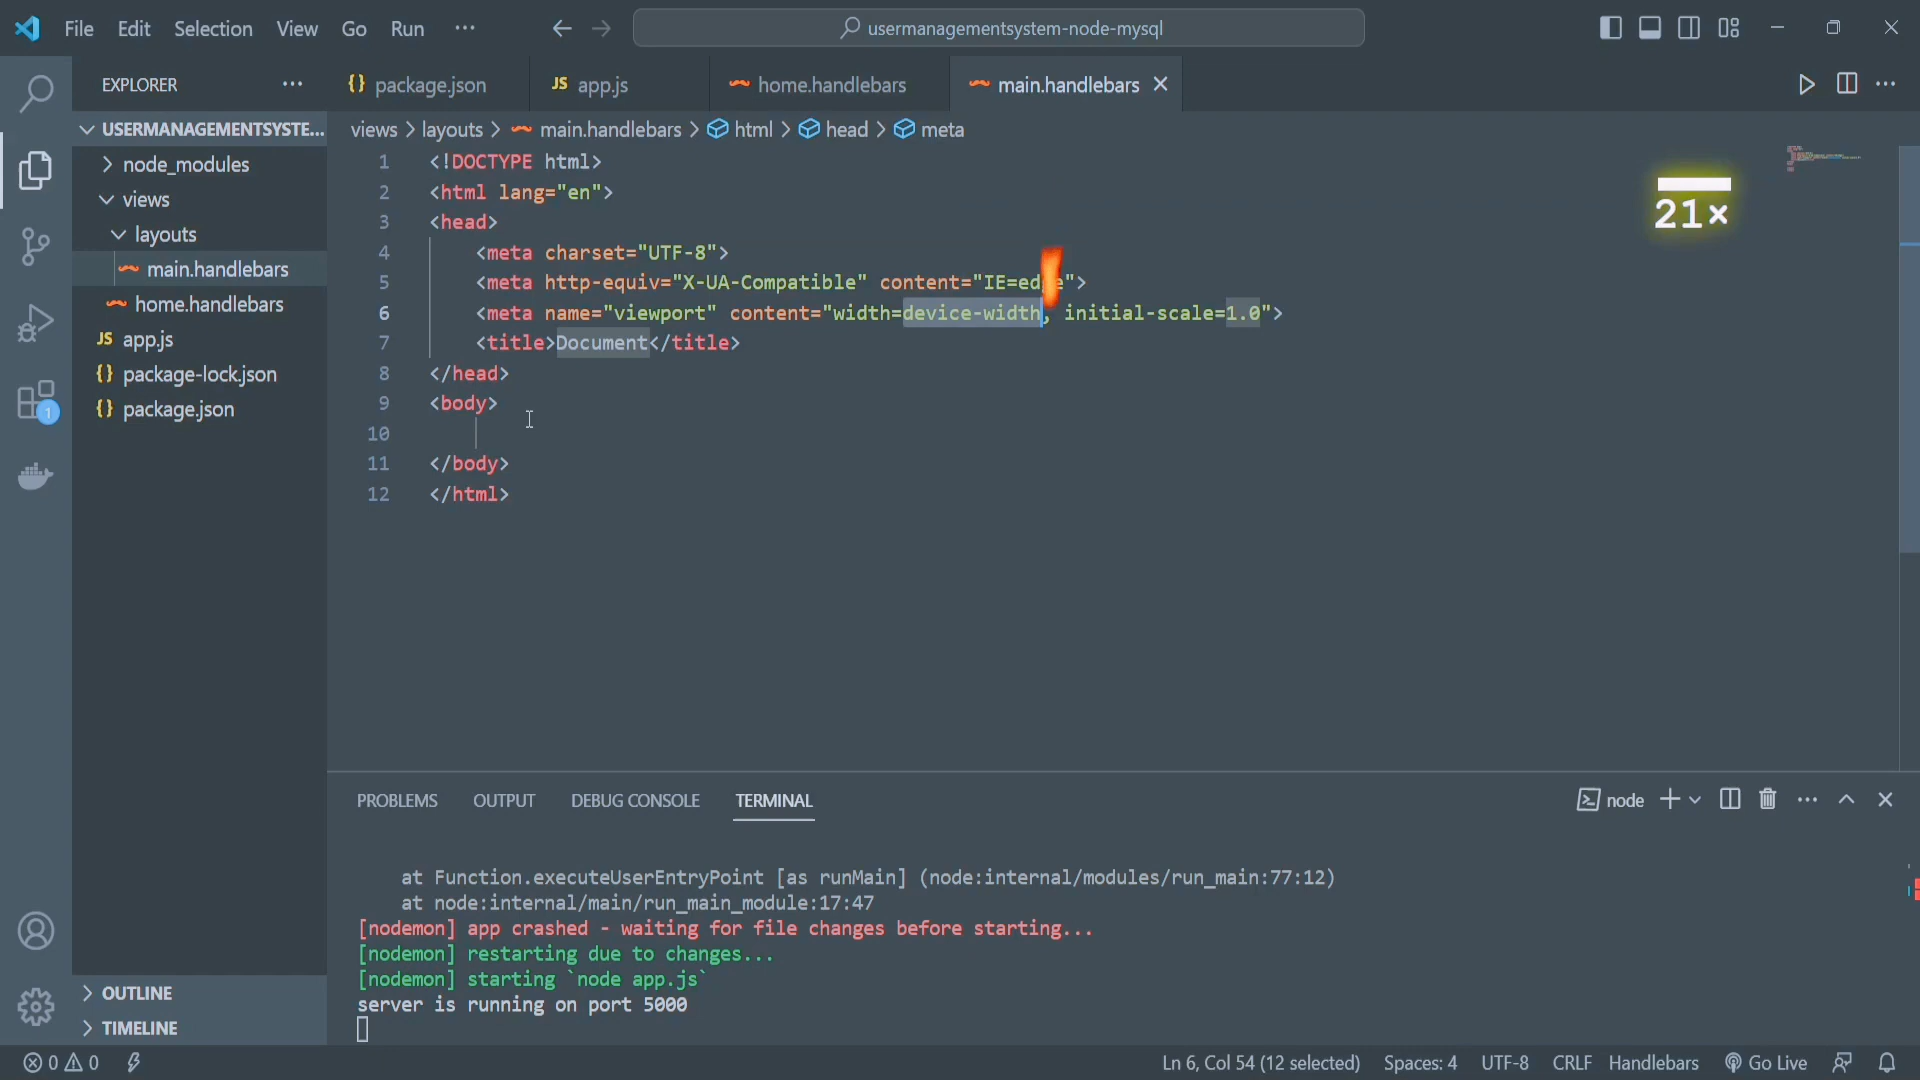 File Edit Selection View Go Run ··· usermanagementsystem-node-mysql
EXPLORER ···
{} package.json JS app.js home.handlebars main.handlebars
USERMANAGEMENTSYSTE...
node_modules
views
layouts
main.handlebars
home.handlebars
JS app.js
{} package-lock.json
{} package.json
views > layouts > main.handlebars > html > head > meta
1 <!DOCTYPE html>
2 <html lang="en">
3 <head>
4 <meta charset="UTF-8">
5 <meta http-equiv="X-UA-Compatible" content="IE=edge">
6 <meta name="viewport" content="width=device-width, initial-scale=1.0">
7 <title>Document</title>
8 </head>
9 <body>
10
11 </body>
12 </html>
21×
1
PROBLEMS OUTPUT DEBUG CONSOLE TERMINAL node
at Function.executeUserEntryPoint [as runMain] (node:internal/modules/run_main:77:12)
at node:internal/main/run_main_module:17:47
[nodemon] app crashed - waiting for file changes before starting...
[nodemon] restarting due to changes...
[nodemon] starting `node app.js`
server is running on port 5000
OUTLINE
TIMELINE
0 0 Ln 6, Col 54 (12 selected) Spaces: 4 UTF-8 CRLF Handlebars Go Live